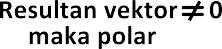 Resultan vektor ≠ 0
maka polar